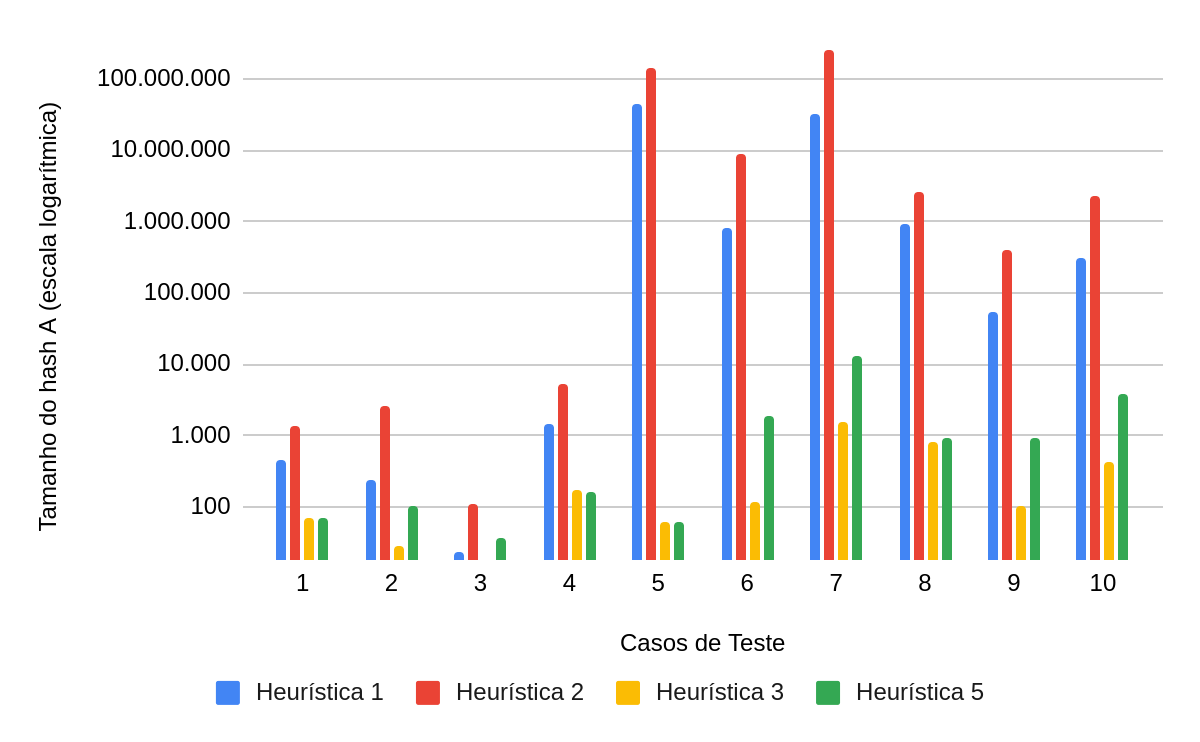 Tamanho do hash A (escala logarítmica)
100.000.000
10.000.000
1.000.000
100.000
10.000
1.000
100
1 2 3 4 5 6 7 8 9 10
Casos de Teste
Heurística 1 Heurística 2 Heurística 3 Heurística 5